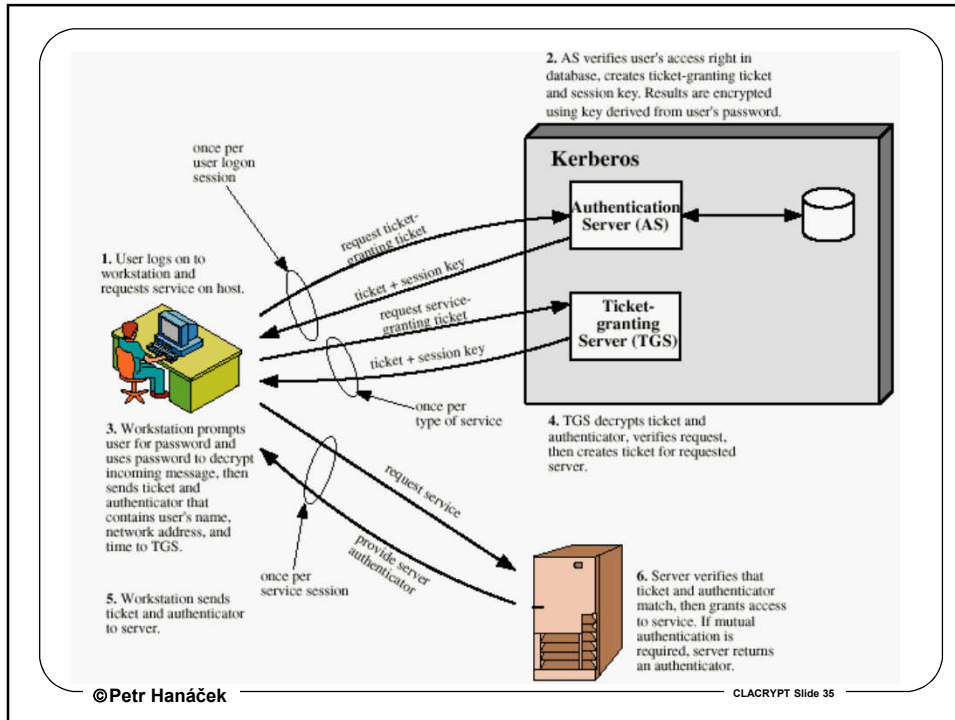 2. AS verifies user's access right in
database, creates ticket-granting ticket
and session key. Results are encrypted
using key derived from user's password.
once per
user logon
session
Kerberos
Authentication
Server (AS)
request ticket-
granting ticket
1. User logs on to
workstation and
requests service on host.
ticket + session key
request service-
granting ticket
Ticket-
granting
Server (TGS)
ticket + session key
once per
type of service
3. Workstation prompts
user for password and
uses password to decrypt
incoming message, then
sends ticket and
authenticator that
contains user's name,
network address, and
time to TGS.
4. TGS decrypts ticket and
authenticator, verifies request,
then creates ticket for requested
server.
request service
provide server
authenticator
once per
service session
5. Workstation sends
ticket and authenticator
to server.
6. Server verifies that
ticket and authenticator
match, then grants access
to service. If mutual
authentication is
required, server returns
an authenticator.
©Petr Hanáček
CLACRYPT Slide 35